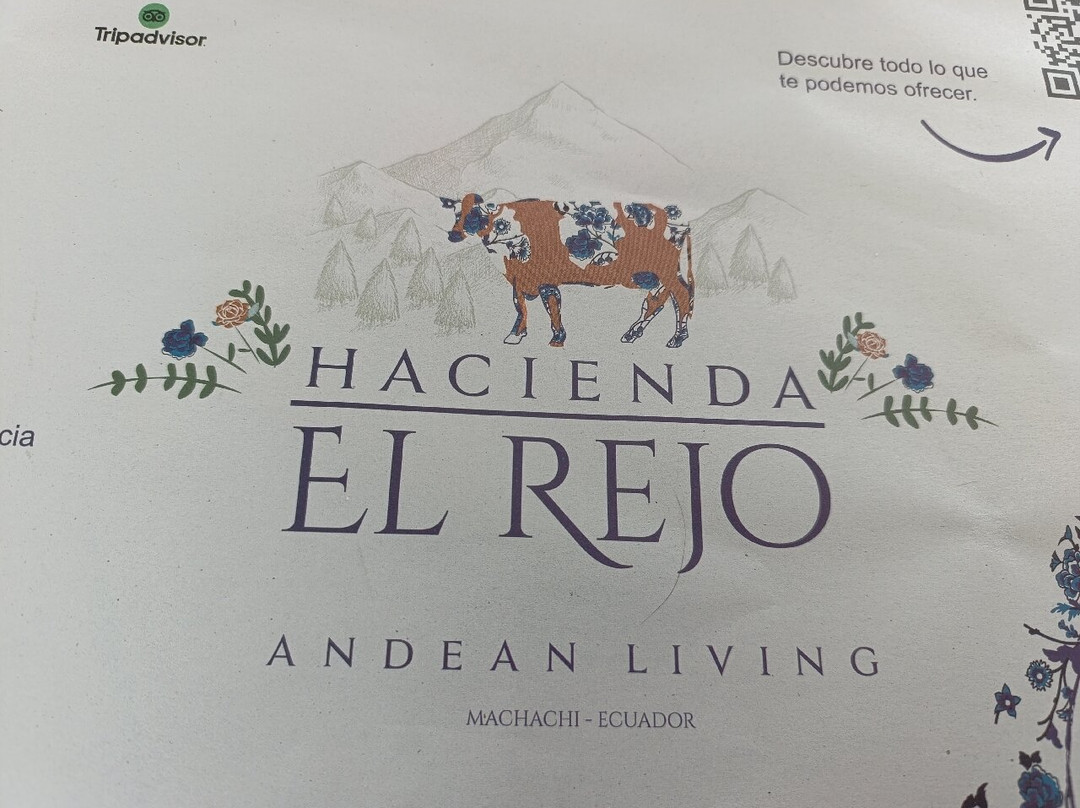 Tripadvisor
Descubre todo lo que
te podemos ofrecer.
HACIENDA
EL REJO
cia
ANDEAN LIVING
MACHACHI - ECUADOR